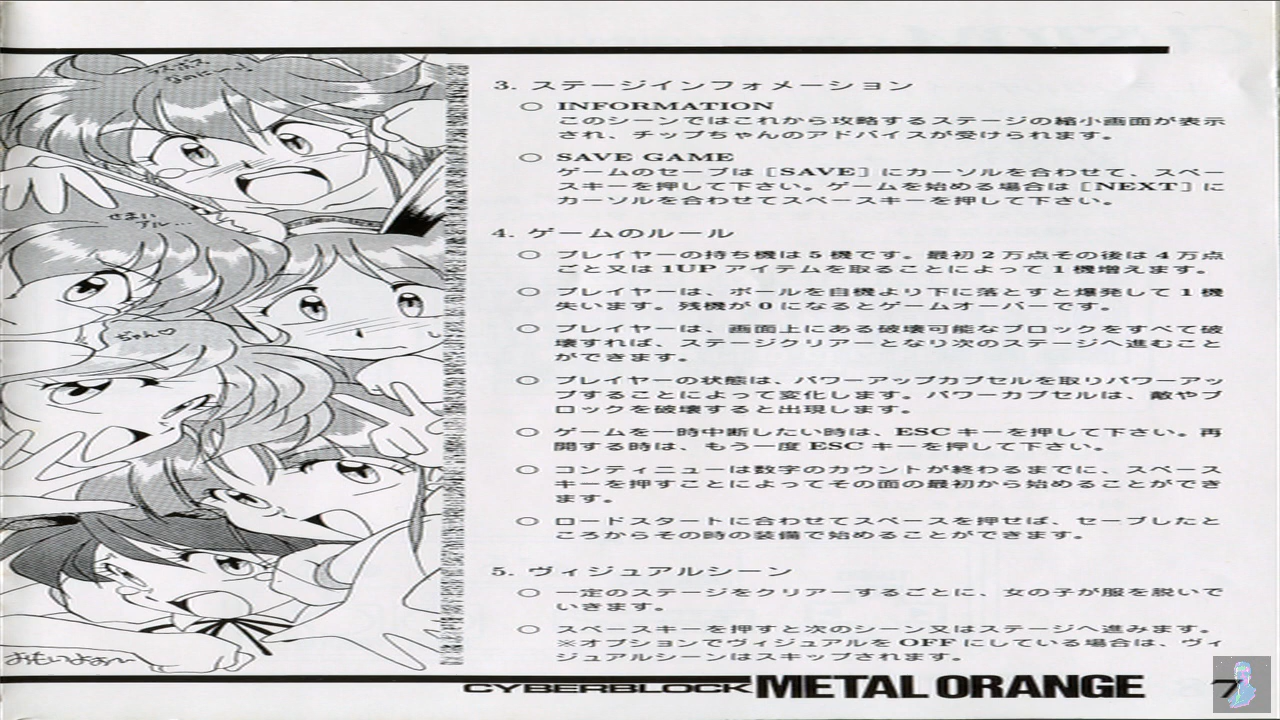 アスポス
なのにー!
せまい
アル…
ちゃん♡
おもいよぉ〜
3. ステージインフォメーション
○ INFORMATION
このシーンではこれから攻略するステージの縮小画面が表示
され、チップちゃんのアドバイスが受けられます。
○ SAVE GAME
ゲームのセーブは[SAVE]にカーソルを合わせて、スペー
スキーを押して下さい。ゲームを始める場合は[NEXT]に
カーソルを合わせてスペースキーを押して下さい。
4. ゲームのルール
○ プレイヤーの持ち機は5機です。最初2万点その後は4万点
ごと又は1UPアイテムを取ることによって1機増えます。
○ プレイヤーは、ボールを自機より下に落とすと爆発して1機
失います。残機が0になるとゲームオーバーです。
○ プレイヤーは、画面上にある破壊可能なブロックをすべて破
壊すれば、ステージクリアーとなり次のステージへ進むこと
ができます。
○ プレイヤーの状態は、パワーアップカプセルを取りパワーアッ
プすることによって変化します。パワーカプセルは、敵やブ
ロックを破壊すると出現します。
○ ゲームを一時中断したい時は、ESCキーを押して下さい。再
開する時は、もう一度ESCキーを押して下さい。
○ コンティニューは数字のカウントが終わるまでに、スペース
キーを押すことによってその面の最初から始めることができ
ます。
○ ロードスタートに合わせてスペースを押せば、セーブしたと
ころからその時の装備で始めることができます。
5. ヴィジュアルシーン
○ 一定のステージをクリアーするごとに、女の子が服を脱いで
いきます。
○ スペースキーを押すと次のシーン又はステージへ進みます。
※オプションでヴィジュアルをOFFにしている場合は、ヴィ
ジュアルシーンはスキップされます。
CYBERBLOCK METAL ORANGE 7